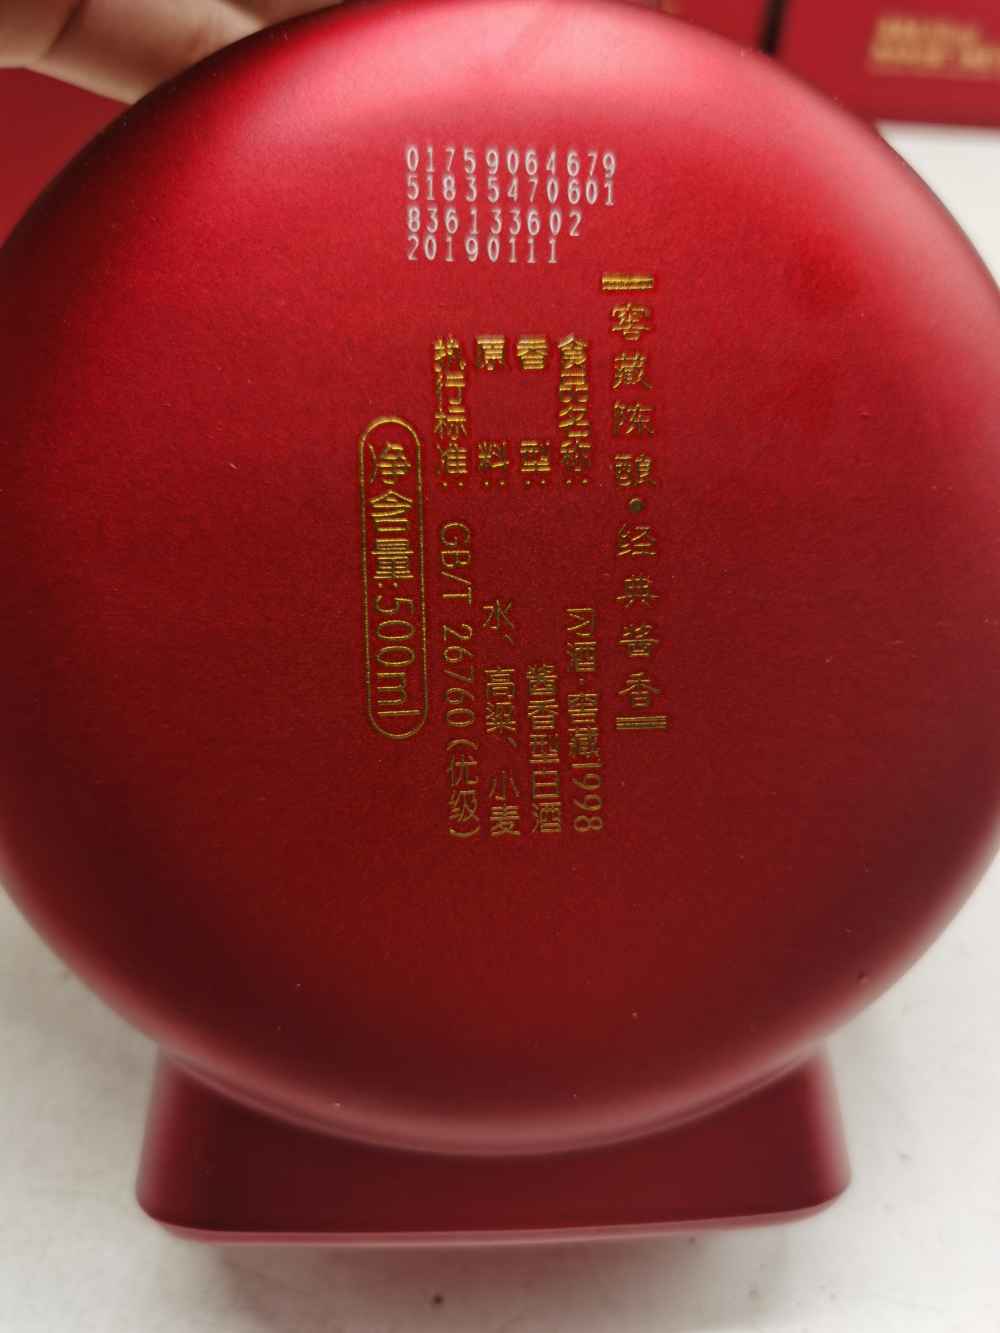 01759064679
51835470601
836133602
20190111
窖藏陈酿·经典酱香
食品名称：习酒·窖藏1998
香型：酱香型白酒
原料：水、高粱、小麦
执行标准：GB/T 26760(优级)
净含量:500ml